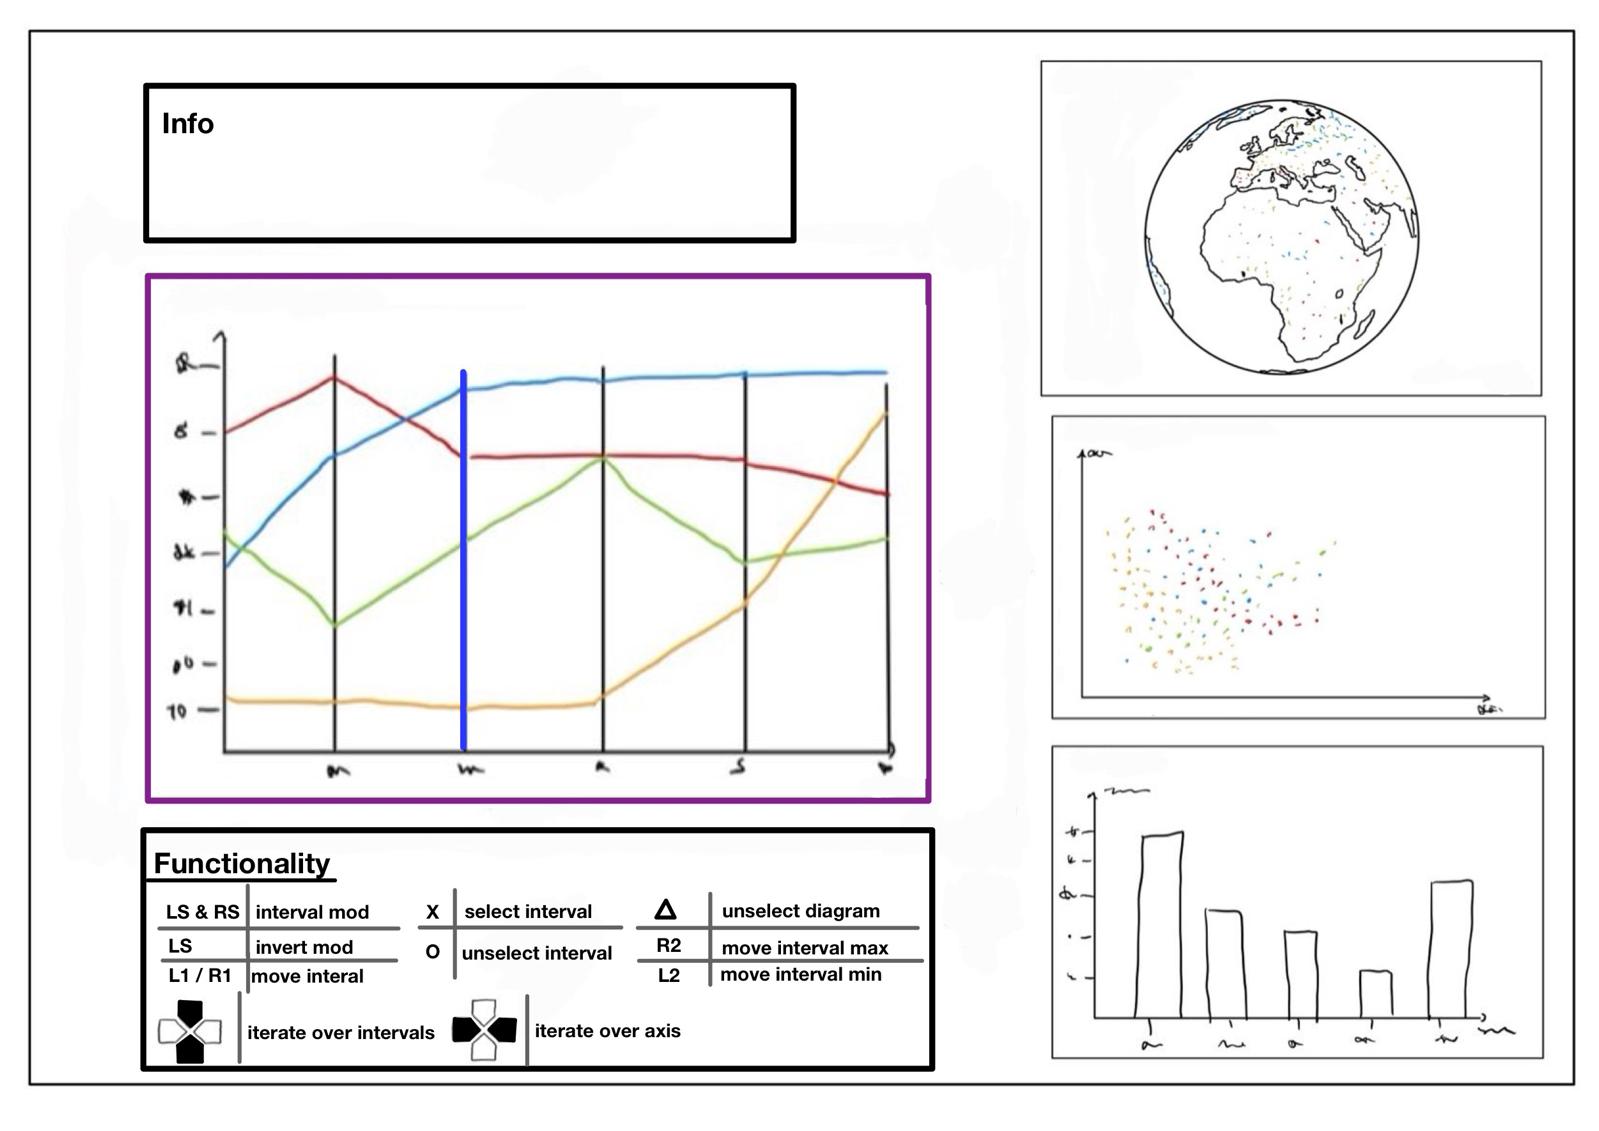 Info
Functionality
LS & RS interval mod
LS invert mod
L1 / R1 move interal
X select interval
O unselect interval
△ unselect diagram
R2 move interval max
L2 move interval min
iterate over intervals
iterate over axis